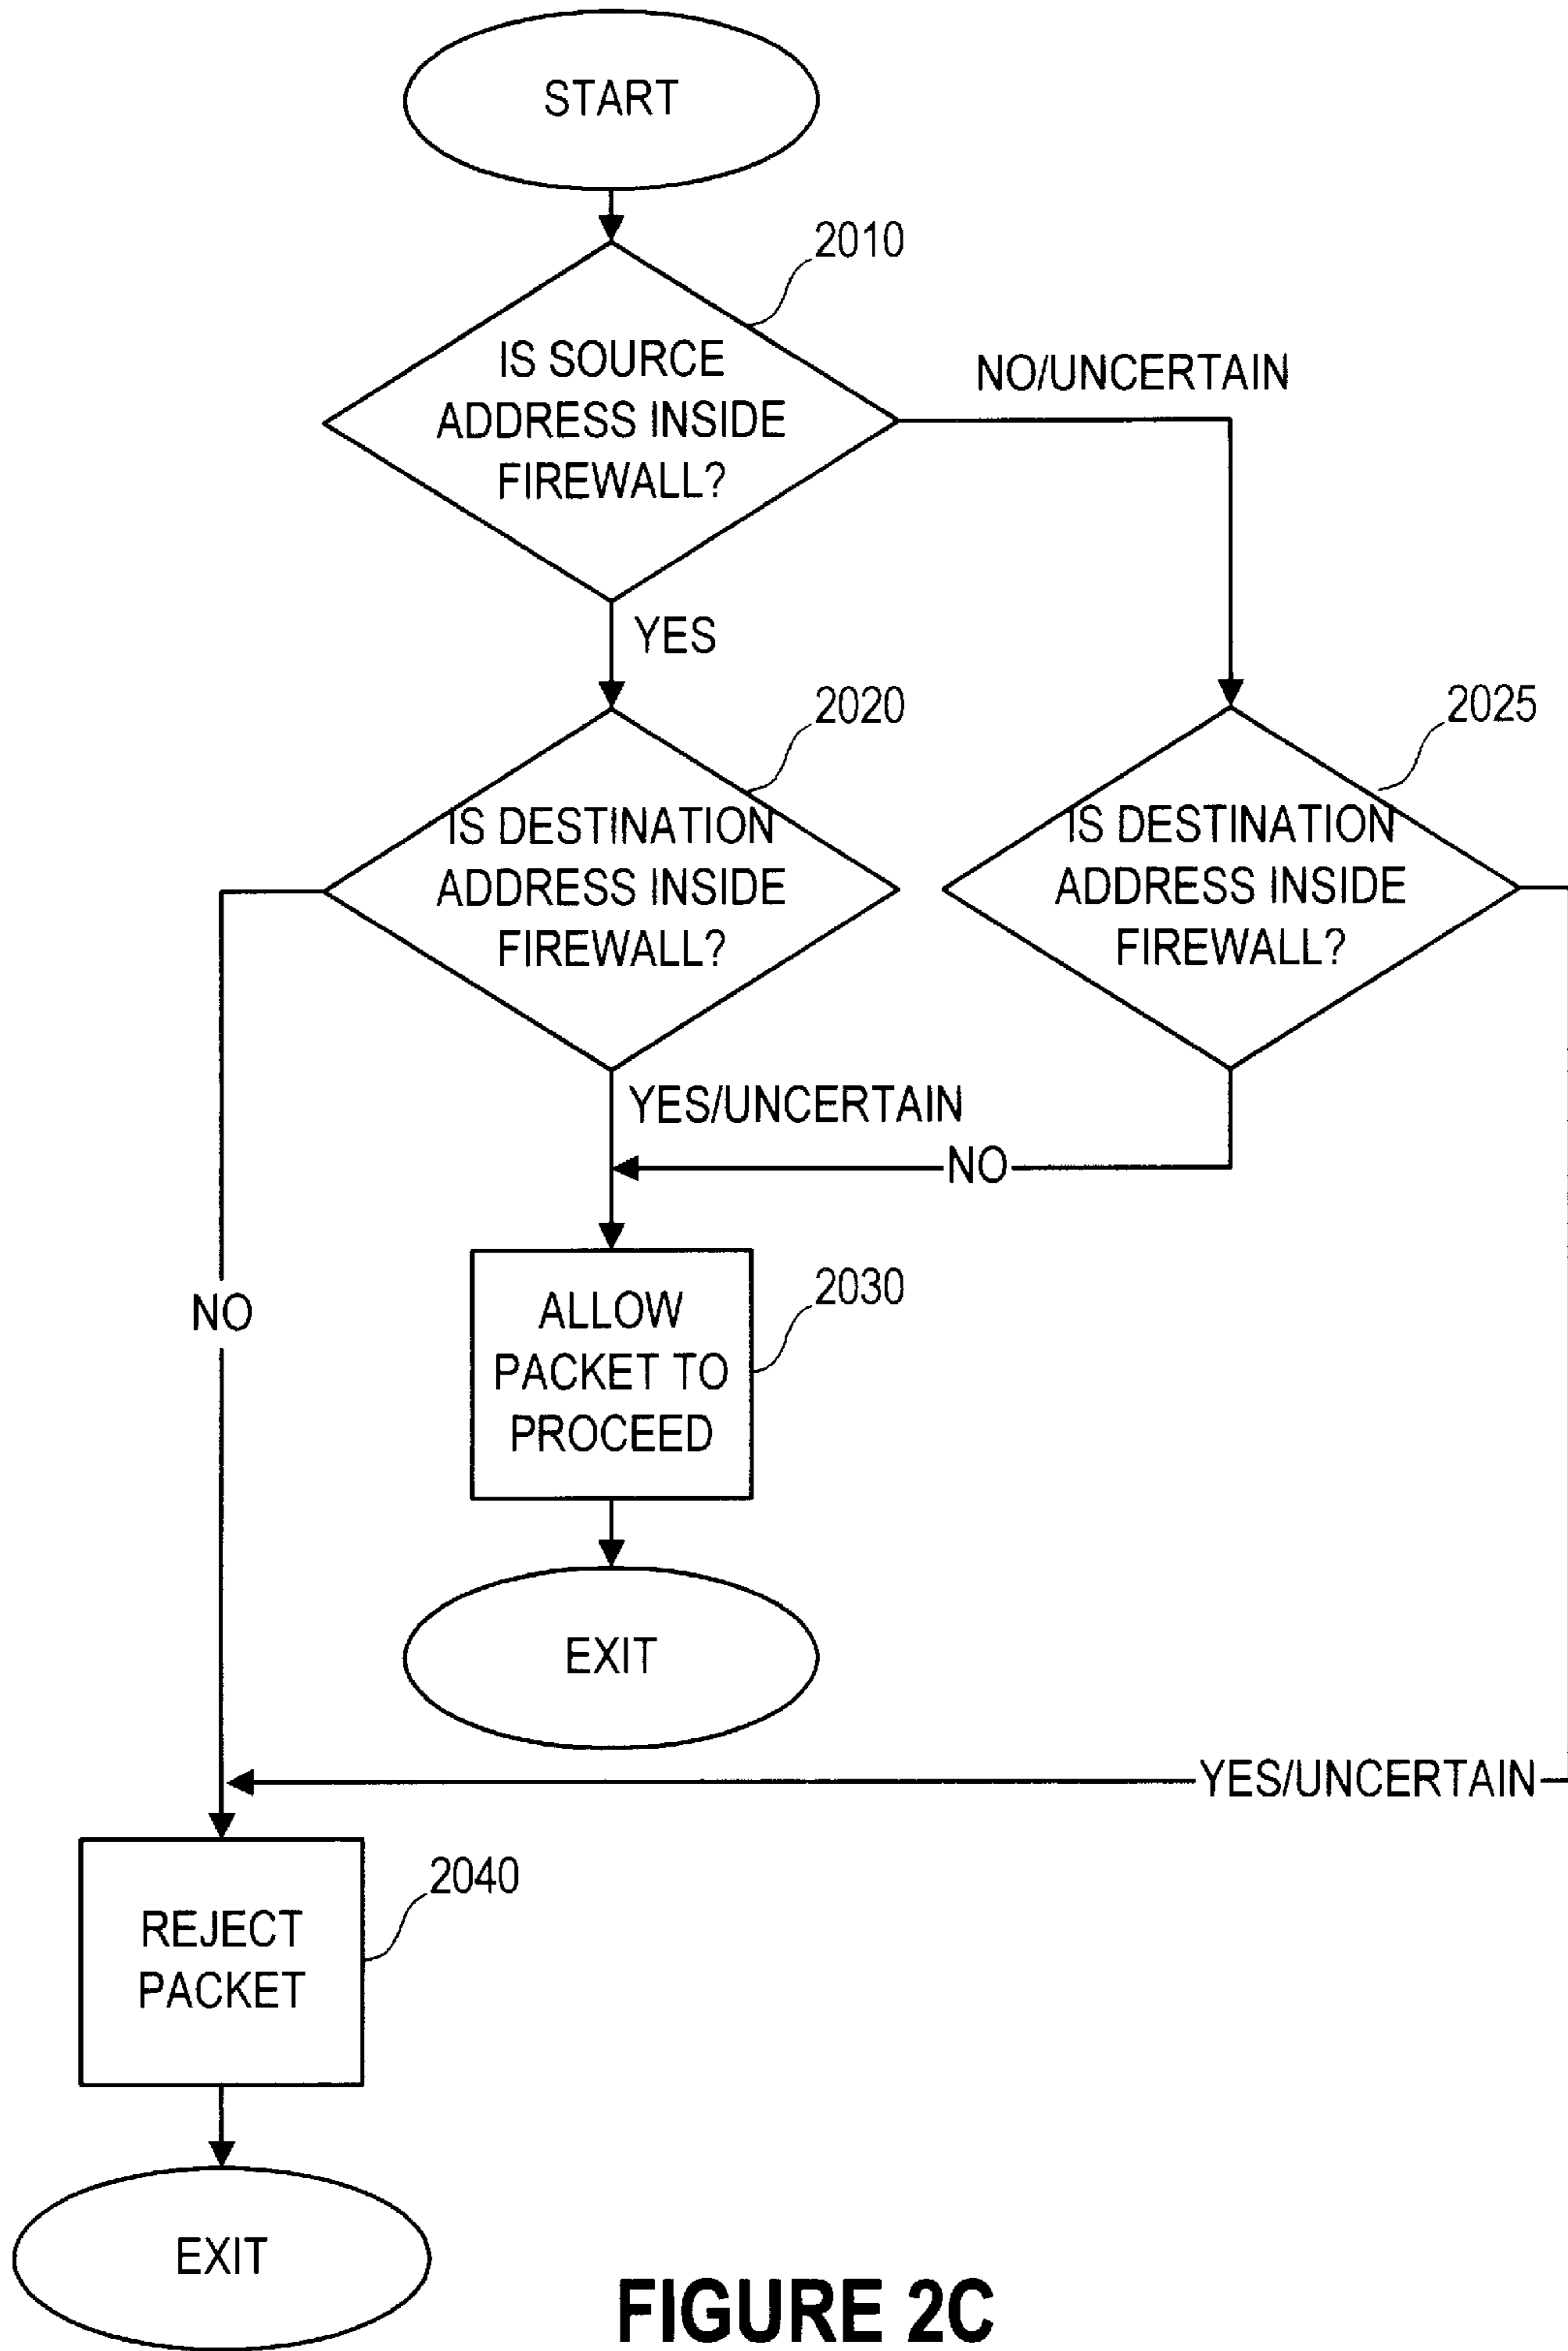 START
2010
IS SOURCE
ADDRESS INSIDE
FIREWALL?
NO/UNCERTAIN
YES
2020
2025
IS DESTINATION
ADDRESS INSIDE
FIREWALL?
IS DESTINATION
ADDRESS INSIDE
FIREWALL?
YES/UNCERTAIN
NO
NO
2030
ALLOW
PACKET TO
PROCEED
EXIT
YES/UNCERTAIN
2040
REJECT
PACKET
EXIT
FIGURE 2C